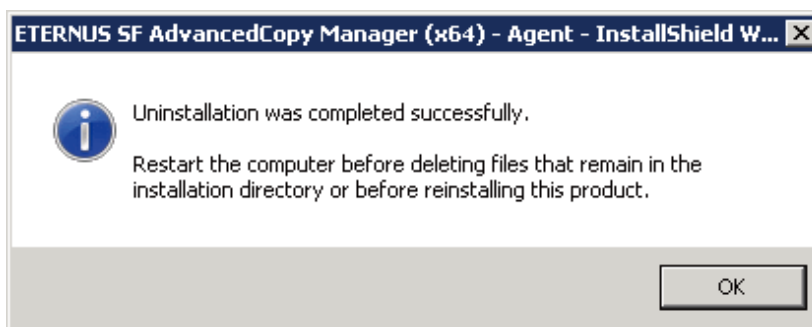 ETERNUS SF AdvancedCopy Manager (x64) - Agent - InstallShield W...
Uninstallation was completed successfully.
Restart the computer before deleting files that remain in the
installation directory or before reinstalling this product.
OK